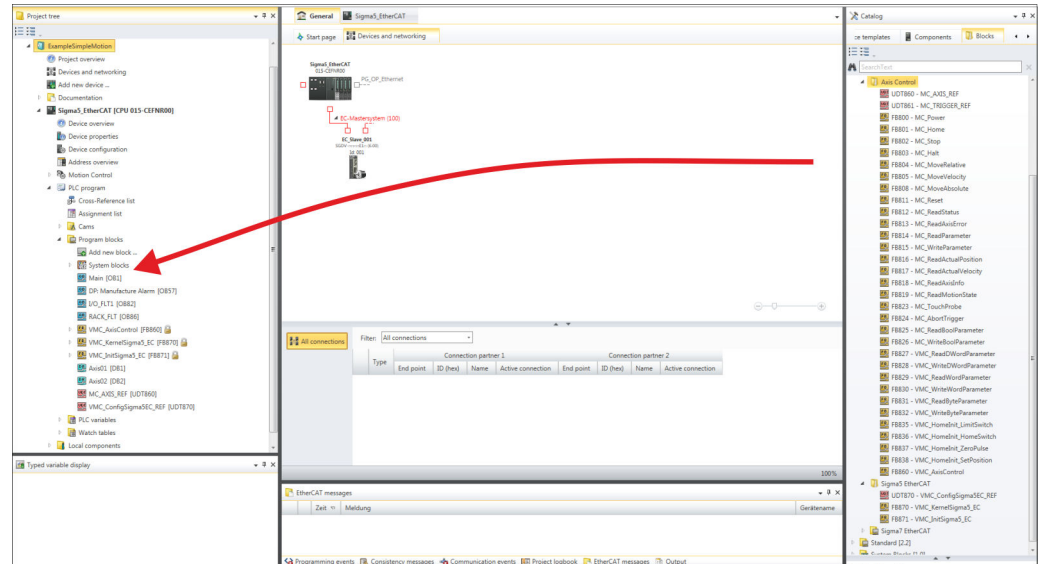 Project tree
ExampleSimpleMotion
Project overview
Devices and networking
Add new device ...
Documentation
Sigma5_EtherCAT [CPU 015-CEFNR00]
Device overview
Device properties
Device configuration
Address overview
Motion Control
PLC program
Cross-Reference list
Assignment list
Cams
Program blocks
Add new block ...
System blocks
Main [OB1]
DP: Manufacture Alarm [OB57]
I/O_FLT1 [OB82]
RACK_FLT [OB86]
VMC_AxisControl [FB860]
VMC_KernelSigma5_EC [FB870]
VMC_InitSigma5_EC [FB871]
Axis01 [DB1]
Axis02 [DB2]
MC_AXIS_REF [UDT860]
VMC_ConfigSigma5EC_REF [UDT870]
PLC variables
Watch tables
Local components
Typed variable display
General Sigma5_EtherCAT
Start page Devices and networking
Sigma5_EtherCAT
015-CEFNR00
PG_OP_Ethernet
EC-Mastersystem (100)
EC_Slave_001
All connections
Filter: All connections
Type Connection partner 1 Connection partner 2
End point ID (hex) Name Active connection End point ID (hex) Name Active connection
100%
EtherCAT messages
Zeit Meldung Gerätename
Programming events Consistency messages Communication events Project logbook EtherCAT messages Output
Catalog
ce templates Components Blocks
SearchText
Axis Control
UDT860 - MC_AXIS_REF
UDT861 - MC_TRIGGER_REF
FB800 - MC_Power
FB801 - MC_Home
FB802 - MC_Stop
FB803 - MC_Halt
FB804 - MC_MoveRelative
FB805 - MC_MoveVelocity
FB808 - MC_MoveAbsolute
FB811 - MC_Reset
FB812 - MC_ReadStatus
FB813 - MC_ReadAxisError
FB814 - MC_ReadParameter
FB815 - MC_WriteParameter
FB816 - MC_ReadActualPosition
FB817 - MC_ReadActualVelocity
FB818 - MC_ReadAxisInfo
FB819 - MC_ReadMotionState
FB823 - MC_TouchProbe
FB824 - MC_AbortTrigger
FB825 - MC_ReadBoolParameter
FB826 - MC_WriteBoolParameter
FB827 - VMC_ReadDWordParameter
FB828 - VMC_WriteDWordParameter
FB829 - VMC_ReadWordParameter
FB830 - VMC_WriteWordParameter
FB831 - VMC_ReadByteParameter
FB832 - VMC_WriteByteParameter
FB835 - VMC_HomeInit_LimitSwitch
FB836 - VMC_HomeInit_HomeSwitch
FB837 - VMC_HomeInit_ZeroPulse
FB838 - VMC_HomeInit_SetPosition
FB860 - VMC_AxisControl
Sigma5 EtherCAT
UDT870 - VMC_ConfigSigma5EC_REF
FB870 - VMC_KernelSigma5_EC
FB871 - VMC_InitSigma5_EC
Sigma7 EtherCAT
Standard [2.2]